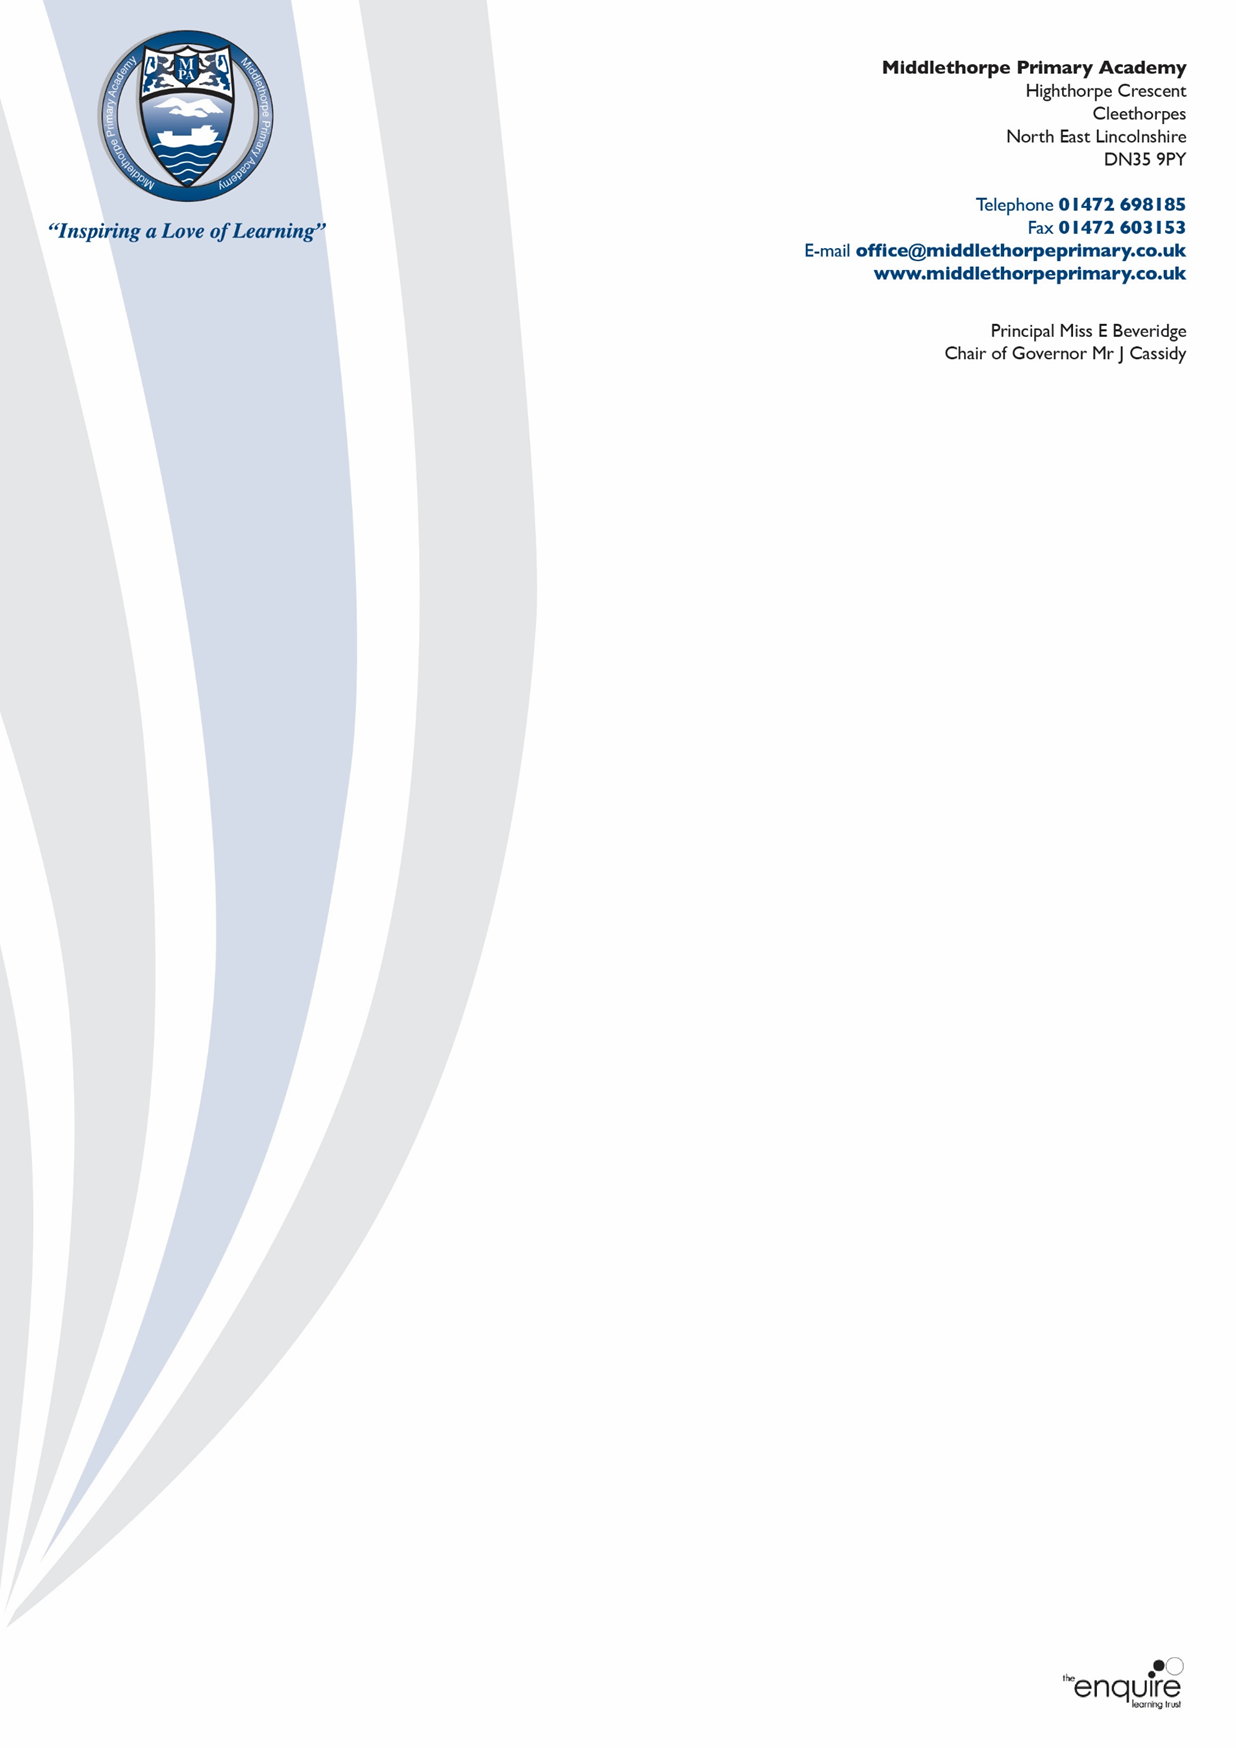 MPA
Middlethorpe Primary Academy
Middlethorpe Primary Academy
“Inspiring a Love of Learning”
Middlethorpe Primary Academy
Highthorpe Crescent
Cleethorpes
North East Lincolnshire
DN35 9PY
Telephone 01472 698185
Fax 01472 603153
E-mail office@middlethorpeprimary.co.uk
www.middlethorpeprimary.co.uk
Principal Miss E Beveridge
Chair of Governor Mr J Cassidy
the enquire
learning trust